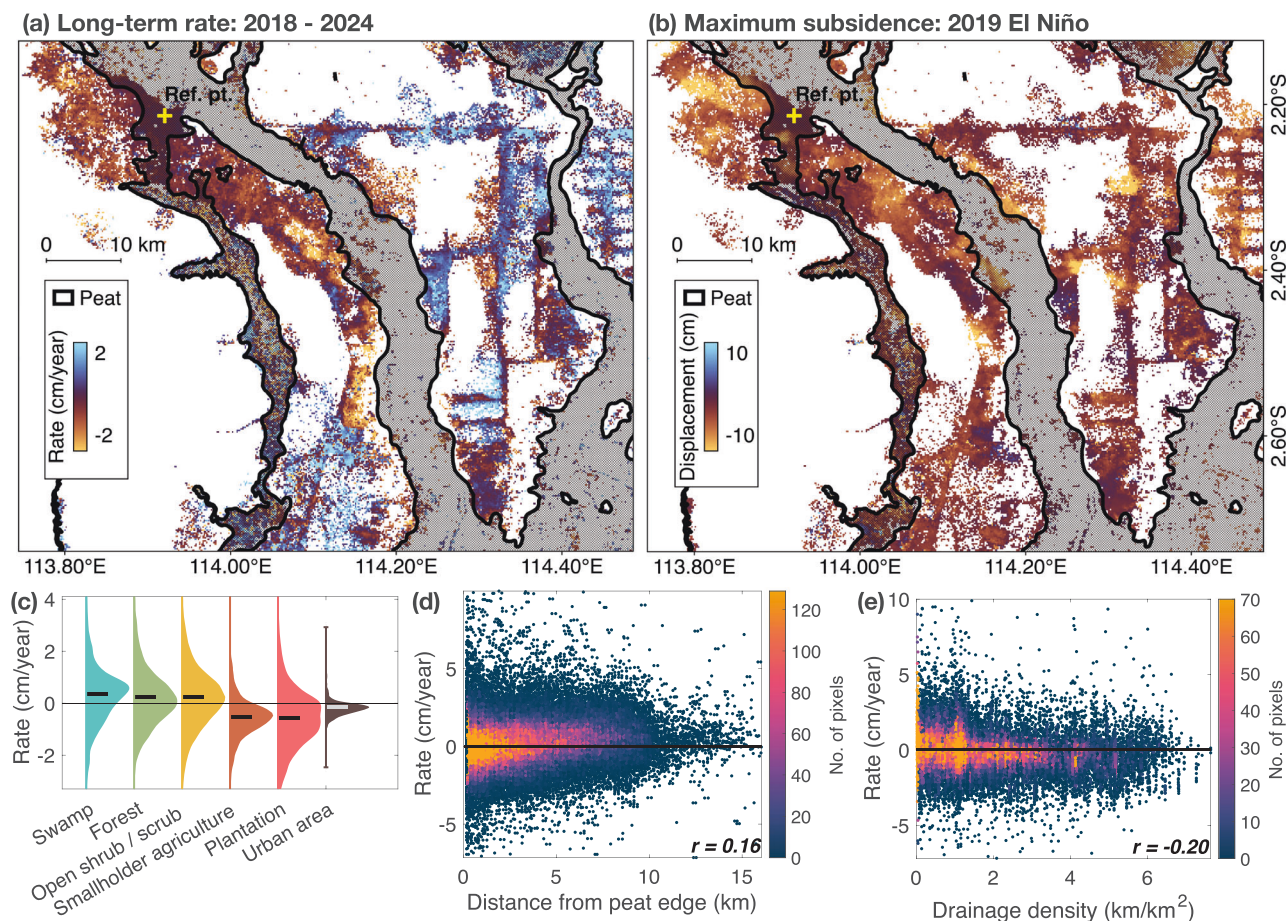 (a) Long-term rate: 2018 - 2024
(b) Maximum subsidence: 2019 El Niño
Ref. pt.
0 10 km
Peat
Rate (cm/year)
2
-2
113.80°E 114.00°E 114.20°E 114.40°E
Ref. pt.
0 10 km
Peat
Displacement (cm)
10
-10
2.20°S
2.40°S
2.60°S
113.80°E 114.00°E 114.20°E 114.40°E
(c)
Rate (cm/year)
4
2
0
-2
Swamp
Forest
Open shrub / scrub
Smallholder agriculture
Plantation
Urban area
(d)
Rate (cm/year)
5
0
-5
0 5 10 15
Distance from peat edge (km)
r = 0.16
120
100
80
60
40
20
0
No. of pixels
(e)
Rate (cm/year)
10
5
0
-5
0 2 4 6
Drainage density (km/km²)
r = -0.20
70
60
50
40
30
20
10
0
No. of pixels